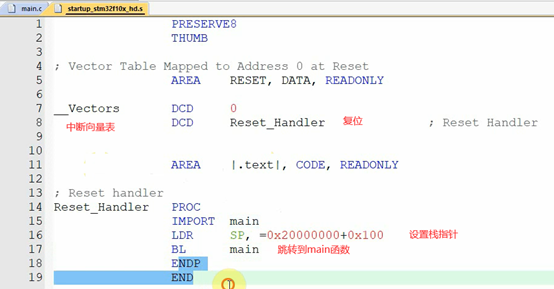 main.c startup_stm32f10x_hd.s
1 PRESERVE8
2 THUMB
3
4 ; Vector Table Mapped to Address 0 at Reset
5 AREA RESET, DATA, READONLY
6
7 __Vectors DCD 0
8 中断向量表 DCD Reset_Handler 复位 ; Reset Handler
9
10
11 AREA |.text|, CODE, READONLY
12
13 ; Reset handler
14 Reset_Handler PROC
15 IMPORT main
16 LDR SP, =0x20000000+0x100 设置栈指针
17 BL main 跳转到main函数
18 ENDP
19 END